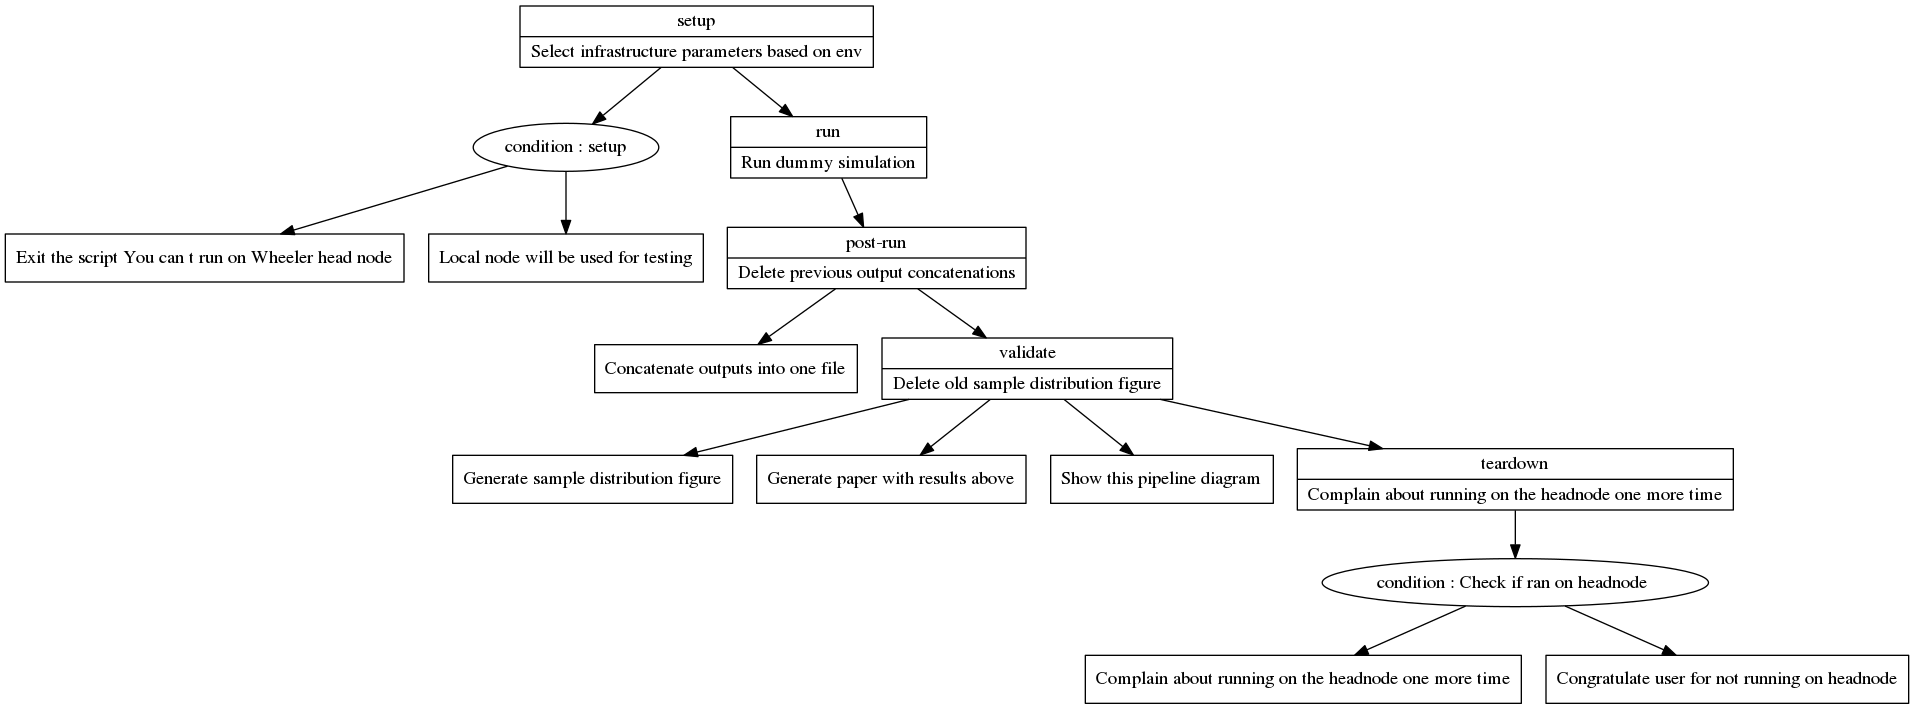 setup
Select infrastructure parameters based on env
condition : setup
run
Run dummy simulation
Exit the script You can t run on Wheeler head node
Local node will be used for testing
post-run
Delete previous output concatenations
Concatenate outputs into one file
validate
Delete old sample distribution figure
Generate sample distribution figure
Generate paper with results above
Show this pipeline diagram
teardown
Complain about running on the headnode one more time
condition : Check if ran on headnode
Complain about running on the headnode one more time
Congratulate user for not running on headnode